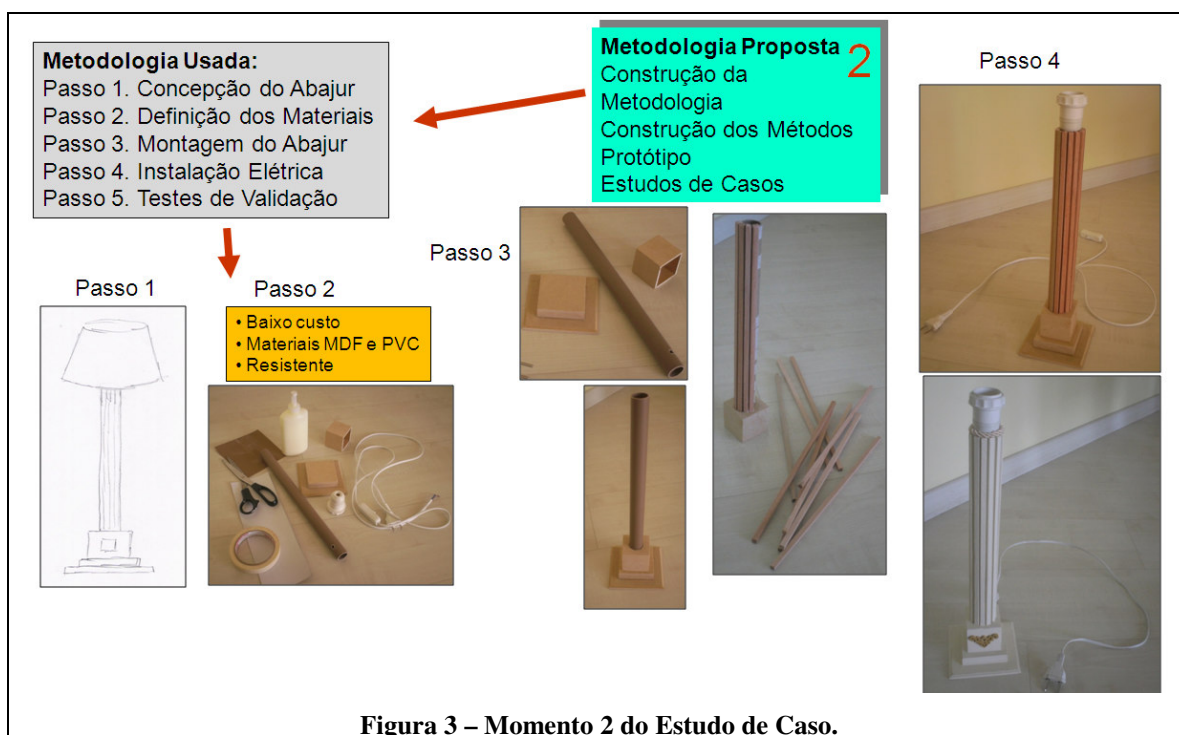 Metodologia Usada:
Passo 1. Concepção do Abajur
Passo 2. Definição dos Materiais
Passo 3. Montagem do Abajur
Passo 4. Instalação Elétrica
Passo 5. Testes de Validação
Metodologia Proposta
2
Construção da
Metodologia
Construção dos Métodos
Protótipo
Estudos de Casos
Passo 1
Passo 2
• Baixo custo
• Materiais MDF e PVC
• Resistente
Passo 3
Passo 4
Figura 3 – Momento 2 do Estudo de Caso.